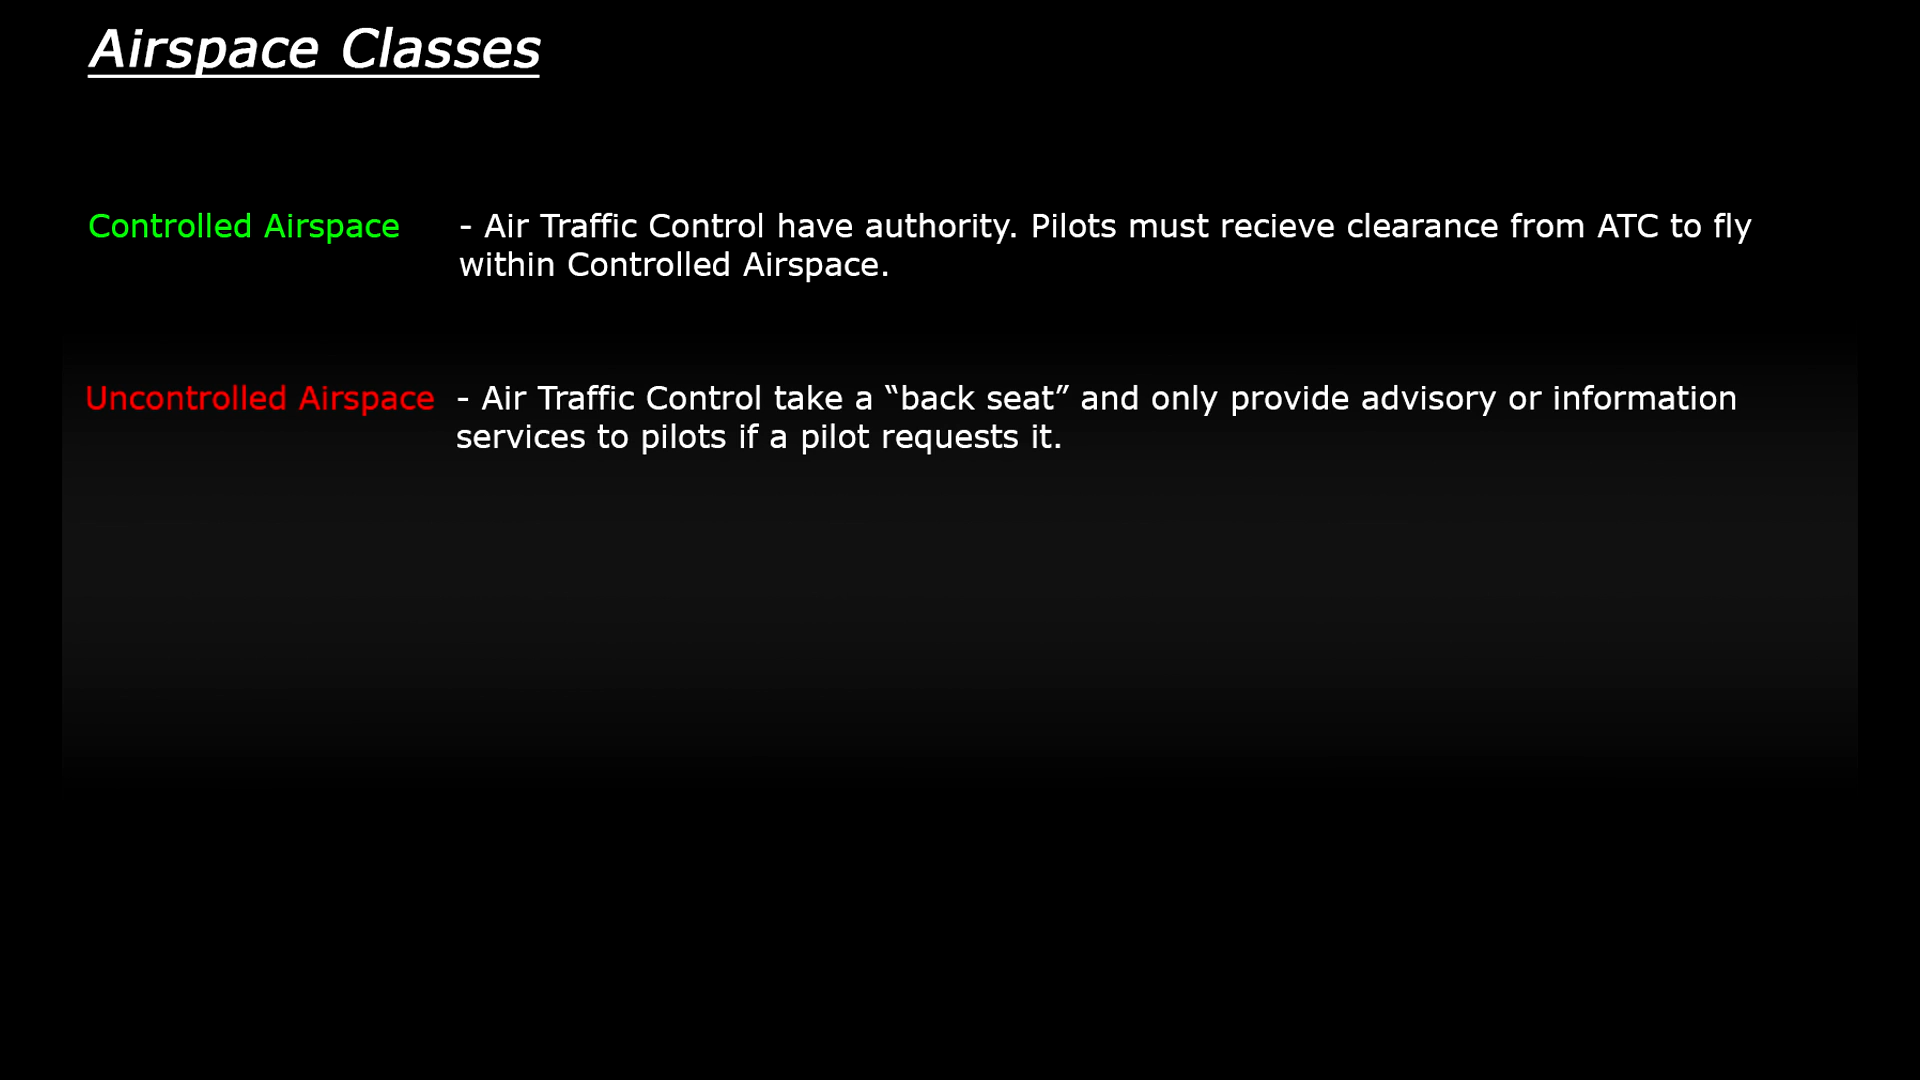 Airspace Classes
Controlled Airspace - Air Traffic Control have authority. Pilots must recieve clearance from ATC to fly
within Controlled Airspace.
Uncontrolled Airspace - Air Traffic Control take a “back seat” and only provide advisory or information
services to pilots if a pilot requests it.